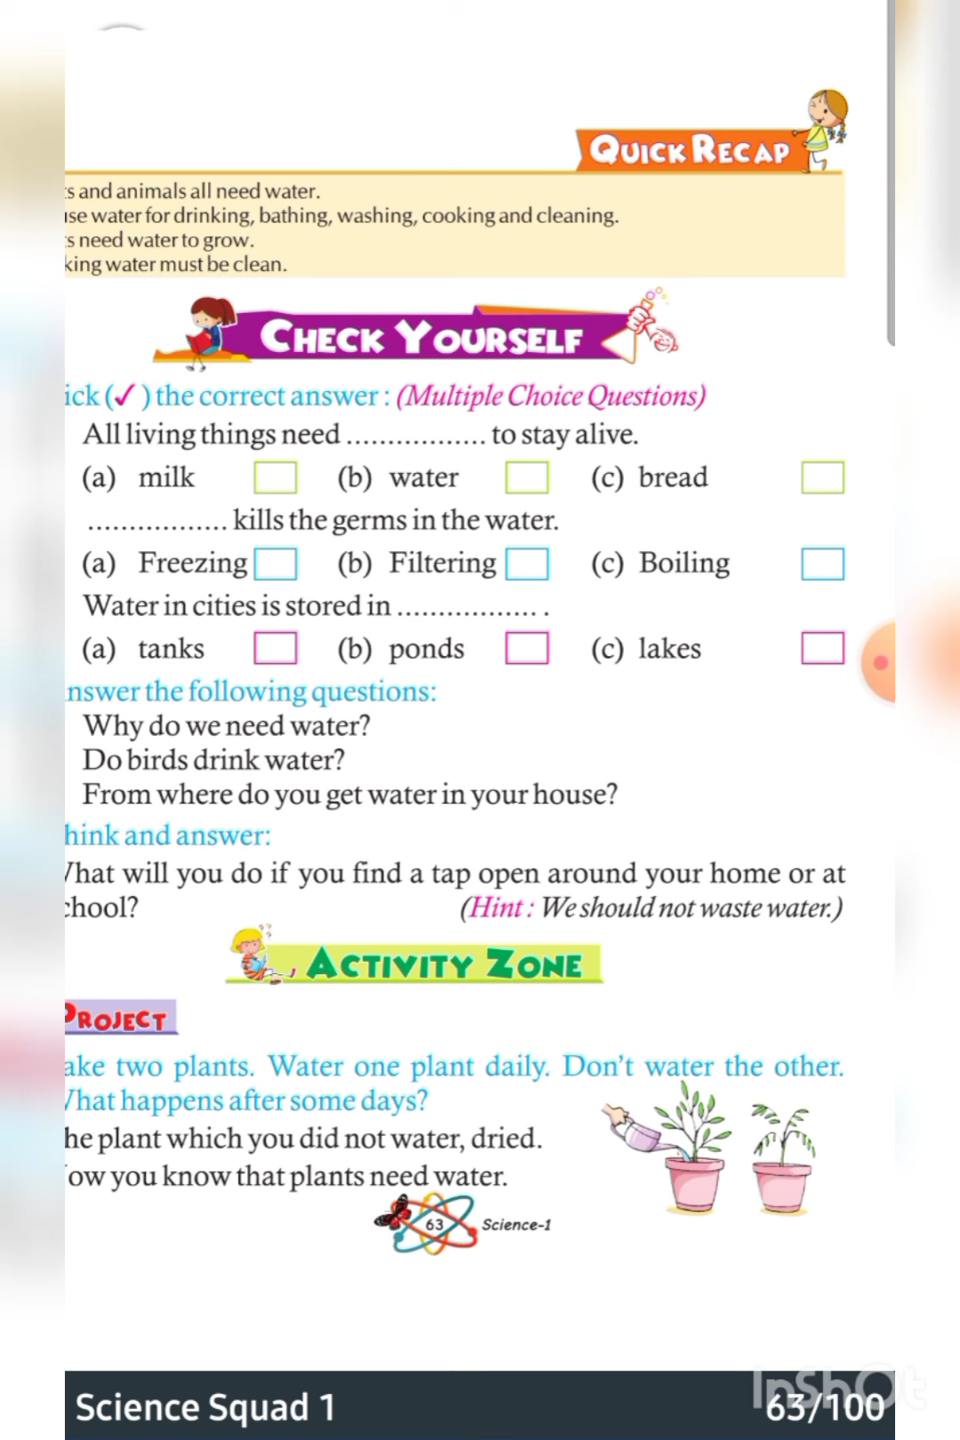 QUICK RECAP
s and animals all need water.
use water for drinking, bathing, washing, cooking and cleaning.
s need water to grow.
king water must be clean.
CHECK YOURSELF
ick (✓) the correct answer : (Multiple Choice Questions)
All living things need ................. to stay alive.
(a) milk (b) water (c) bread
................. kills the germs in the water.
(a) Freezing (b) Filtering (c) Boiling
Water in cities is stored in ................. .
(a) tanks (b) ponds (c) lakes
nswer the following questions:
Why do we need water?
Do birds drink water?
From where do you get water in your house?
hink and answer:
What will you do if you find a tap open around your home or at
chool? (Hint : We should not waste water.)
ACTIVITY ZONE
PROJECT
ake two plants. Water one plant daily. Don't water the other.
What happens after some days?
he plant which you did not water, dried.
ow you know that plants need water.
63 Science-1
Science Squad 1 63/100
InShOt